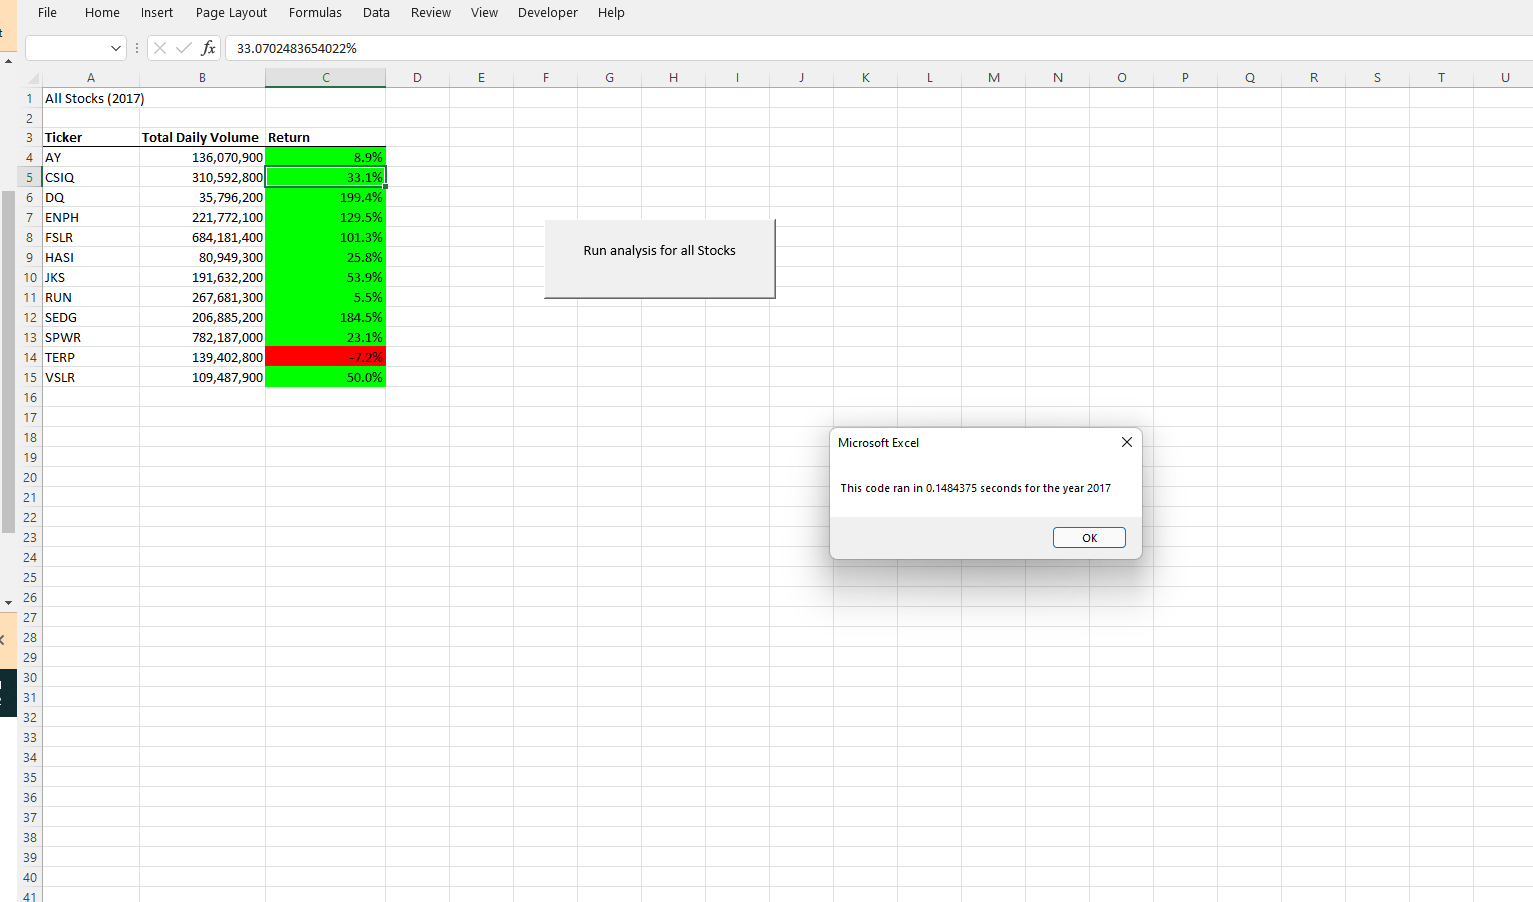 File Home Insert Page Layout Formulas Data Review View Developer Help
fx 33.0702483654022%
A B C D E F G H I J K L M N O P Q R S T U
1 All Stocks (2017)
2
3 Ticker Total Daily Volume Return
4 AY 136,070,900 8.9%
5 CSIQ 310,592,800 33.1%
6 DQ 35,796,200 199.4%
7 ENPH 221,772,100 129.5%
8 FSLR 684,181,400 101.3%
9 HASI 80,949,300 25.8%
10 JKS 191,632,200 53.9%
11 RUN 267,681,300 5.5%
12 SEDG 206,885,200 184.5%
13 SPWR 782,187,000 23.1%
14 TERP 139,402,800 -7.2%
15 VSLR 109,487,900 50.0%
Run analysis for all Stocks
16
17
18
19
20
21
22
23
24
25
26
27
28
29
30
31
32
33
34
35
36
37
38
39
40
41
Microsoft Excel
This code ran in 0.1484375 seconds for the year 2017
OK